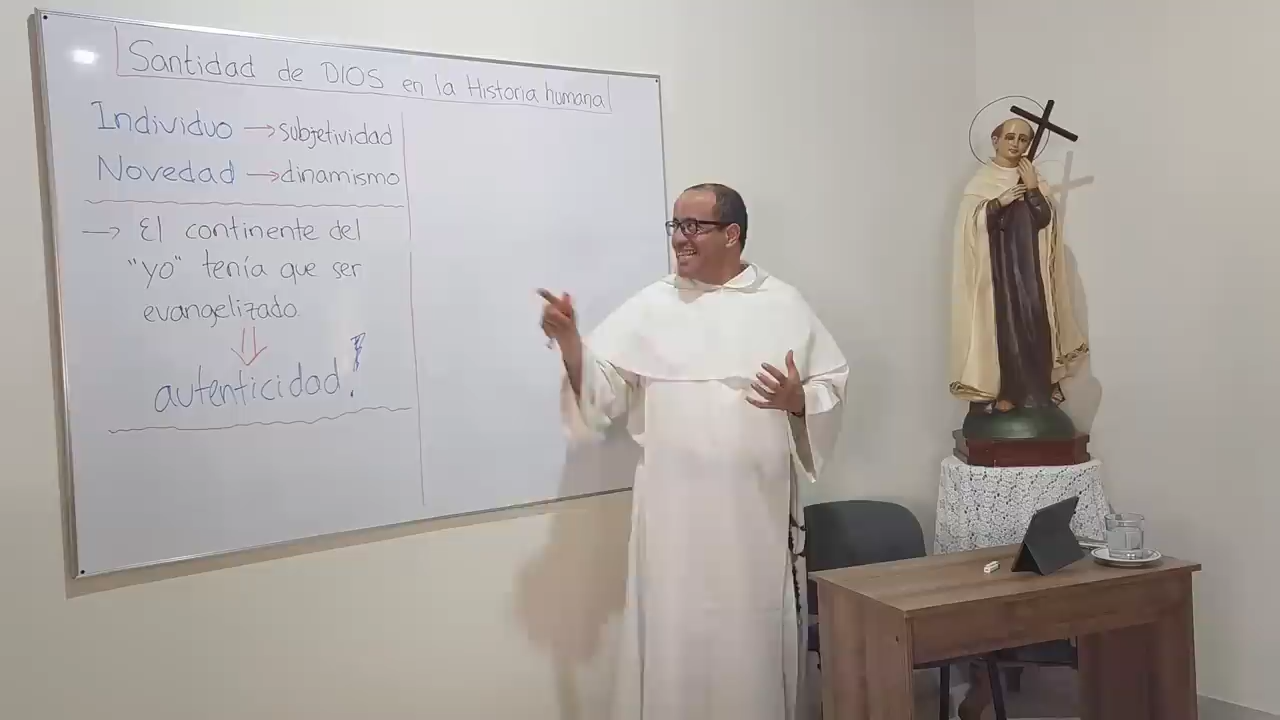 Santidad de DIOS en la Historia humana
Individuo → subjetividad
Novedad → dinamismo
→ El continente del
"yo" tenía que ser
evangelizado
⇓
autenticidad!